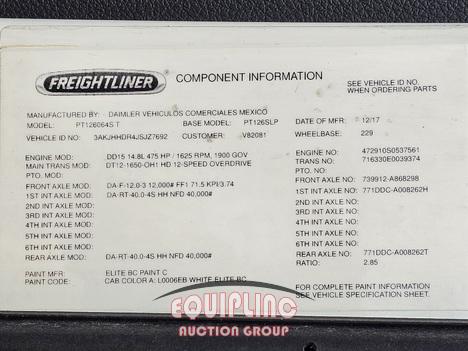 FREIGHTLINER
COMPONENT INFORMATION
SEE VEHICLE ID NO.
WHEN ORDERING PARTS
MANUFACTURED BY: DAIMLER VEHICULOS COMERCIALES MEXICO
MODEL: PT126064S T BASE MODEL: PT126SLP DATE OF MFR: 12/17
VEHICLE ID NO: 3AKJHHDR4JSJZ7692 CUSTOMER: V82081 WHEELBASE: 229
ENGINE MOD: DD15 14.8L 475 HP / 1625 RPM, 1900 GOV ENGINE NO: 472910S0537561
MAIN TRANS MOD: DT12-1650-OH1 HD 12-SPEED OVERDRIVE TRANS NO: 716330E0039374
PTO. MOD: PTO NO:
FRONT AXLE MOD: DA-F-12.0-3 12,000# FF1 71.5 KPI/3.74 FRONT AXLE NO: 739912-A868298
1ST INT AXLE MOD: DA-RT-40.0-4S HH NFD 40,000# 1ST INT AXLE NO: 771DDC-A008262H
2ND INT AXLE MOD: 2ND INT AXLE NO:
3RD INT AXLE MOD: 3RD INT AXLE NO:
4TH INT AXLE MOD: 4TH INT AXLE NO:
5TH INT AXLE MOD: 5TH INT AXLE NO:
6TH INT AXLE MOD: 6TH INT AXLE NO:
REAR AXLE MOD: DA-RT-40.0-4S HH NFD 40,000# REAR AXLE NO: 771DDC-A008262T
RATIO: 2.85
PAINT MFR: ELITE BC PAINT C
PAINT CODE: CAB COLOR A: L0006EB WHITE ELITE BC
FOR COMPLETE PAINT INFORMATION
SEE VEHICLE SPECIFICATION SHEET.
EQUIPLINC
AUCTION GROUP